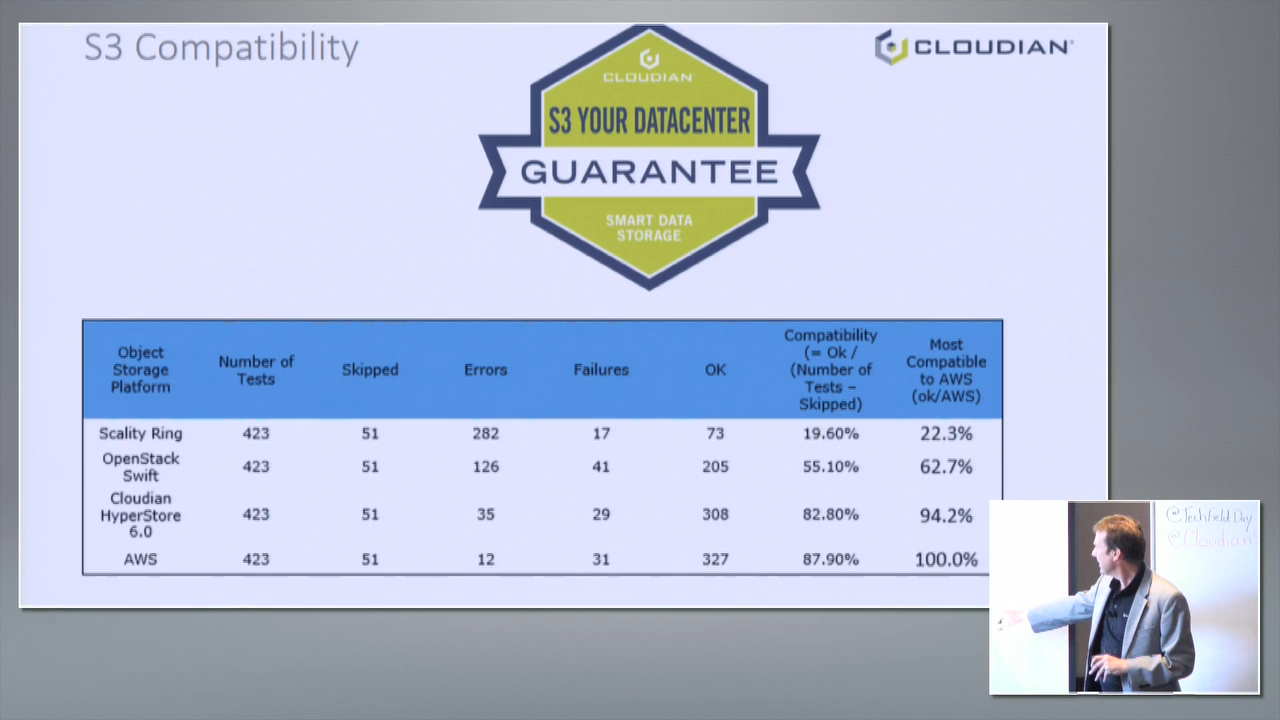 S3 Compatibility
CLOUDIAN
CLOUDIAN
S3 YOUR DATACENTER
GUARANTEE
SMART DATA
STORAGE
Object
Storage
Platform
Number of
Tests
Skipped
Errors
Failures
OK
Compatibility
(= Ok /
(Number of
Tests –
Skipped)
Most
Compatible
to AWS
(ok/AWS)
Scality Ring 423 51 282 17 73 19.60% 22.3%
OpenStack
Swift 423 51 126 41 205 55.10% 62.7%
Cloudian
HyperStore
6.0 423 51 35 29 308 82.80% 94.2%
AWS 423 51 12 31 327 87.90% 100.0%
@TechFieldDay
@CloudianS